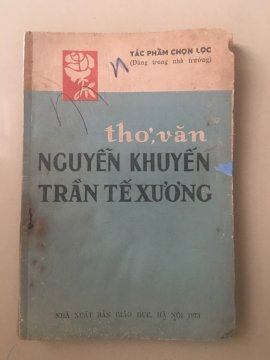 TÁC PHẨM CHỌN LỌC
(Dùng trong nhà trường)
thơ, văn
NGUYỄN KHUYẾN
TRẦN TẾ XƯƠNG
NHÀ XUẤT BẢN GIÁO DỤC, HÀ NỘI 1973